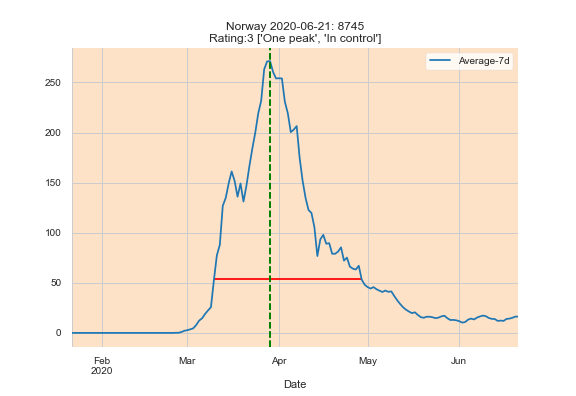 Norway 2020-06-21: 8745
Rating:3 ['One peak', 'In control']
Average-7d
250
200
150
100
50
0
Feb Mar Apr May Jun
2020
Date